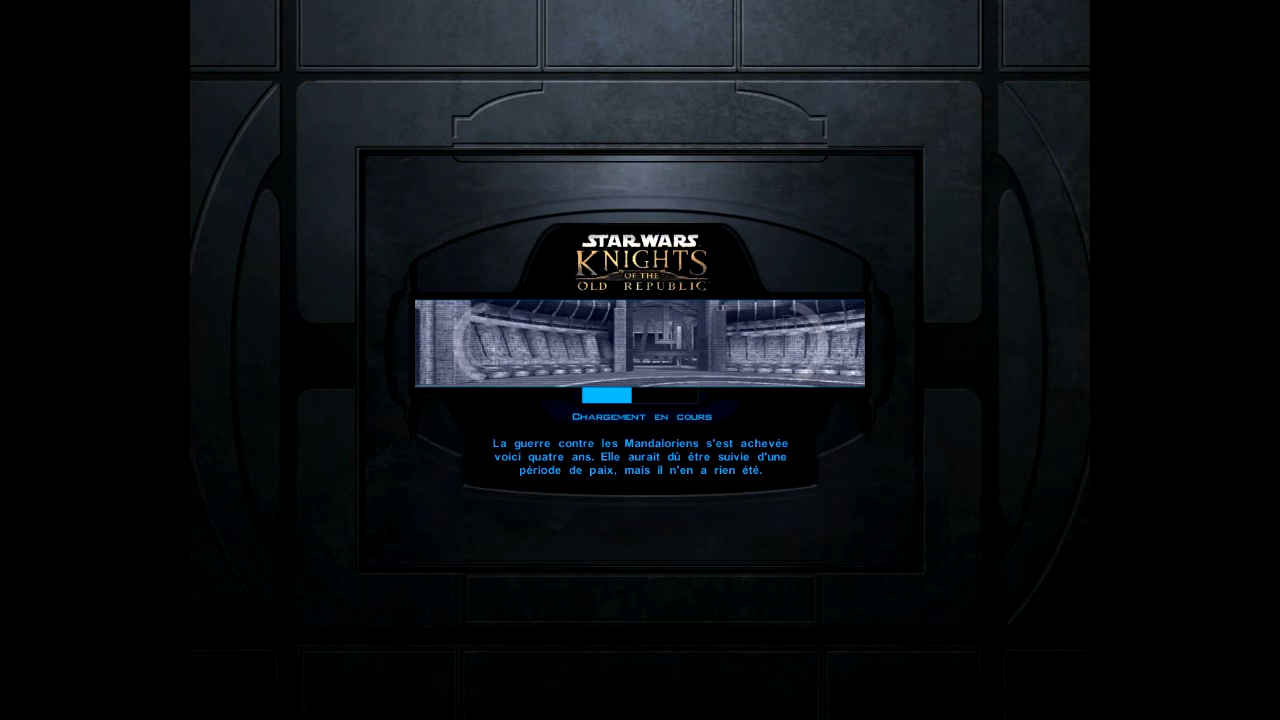 STAR WARS
KNIGHTS
OF THE
OLD REPUBLIC
CHARGEMENT EN COURS
La guerre contre les Mandaloriens s'est achevée
voici quatre ans. Elle aurait dû être suivie d'une
période de paix, mais il n'en a rien été.